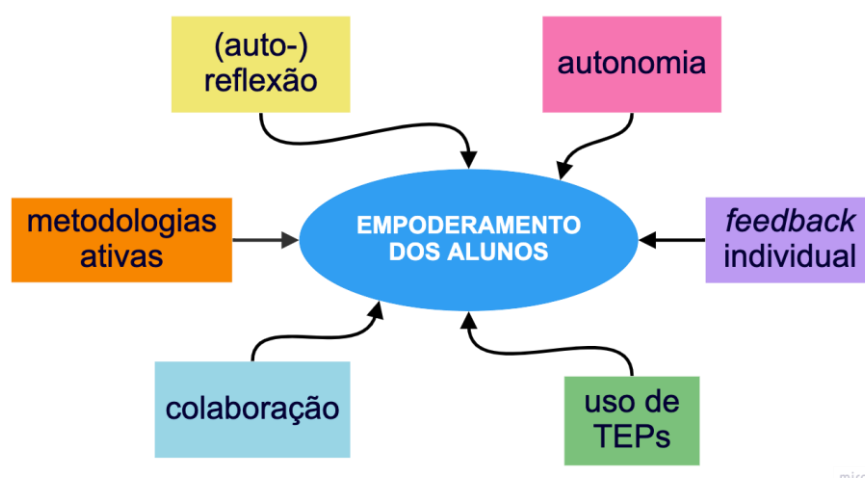 (auto-)
reflexão
autonomia
metodologias
ativas
EMPODERAMENTO
DOS ALUNOS
feedback
individual
colaboração
uso de
TEPs